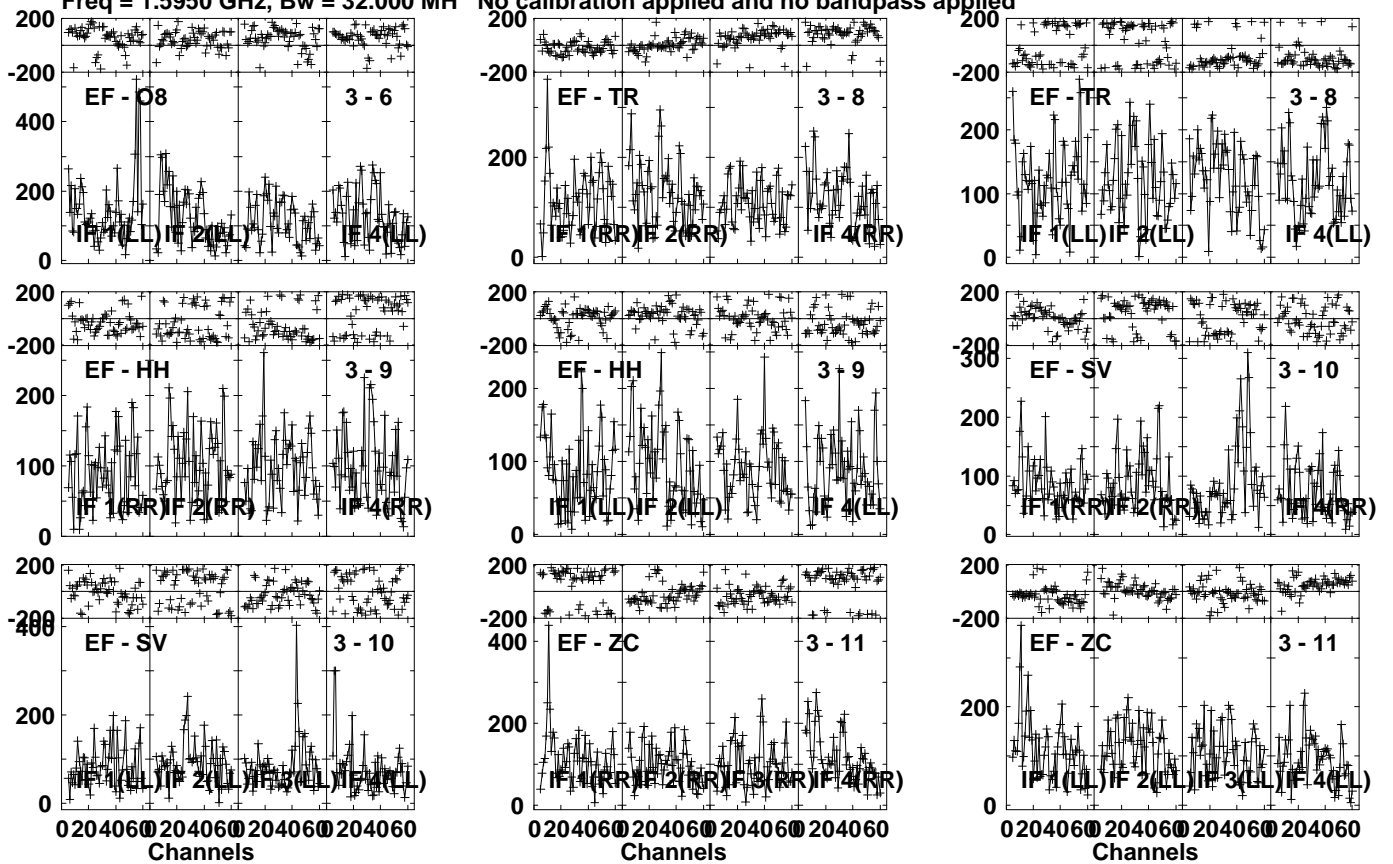 Freq = 1.5950 GHz, Bw = 32.000 MH No calibration applied and no bandpass applied
200 200 200
-200 -200 -200
EF - O8 3 - 6 EF - TR 3 - 8 EF - TR 3 - 8
400
200 200 200
100
IF 1(LL) IF 2(LL) IF 4(LL) IF 1(RR) IF 2(RR) IF 4(RR) IF 1(LL) IF 2(LL) IF 4(LL)
0 0 0
200 200 200
-200 -200 -200
300
EF - HH 3 - 9 EF - HH 3 - 9 EF - SV 3 - 10
200 200 200
100 100 100
IF 1(RR) IF 2(RR) IF 4(RR) IF 1(LL) IF 2(LL) IF 4(LL) IF 1(RR) IF 2(RR) IF 4(RR)
0 0 0
200 200 200
-200 -200 -200
400
EF - SV 3 - 10 EF - ZC 3 - 11 EF - ZC 3 - 11
400
200 200 200
IF 1(LL) IF 2(LL) IF 3(LL) IF 4(LL) IF 1(RR) IF 2(RR) IF 3(RR) IF 4(RR) IF 1(LL) IF 2(LL) IF 3(LL) IF 4(LL)
0 0 0
0 20 40 60 0 20 40 60 0 20 40 60 0 20 40 60 0 20 40 60 0 20 40 60 0 20 40 60 0 20 40 60 0 20 40 60 0 20 40 60 0 20 40 60 0 20 40 60
Channels Channels Channels